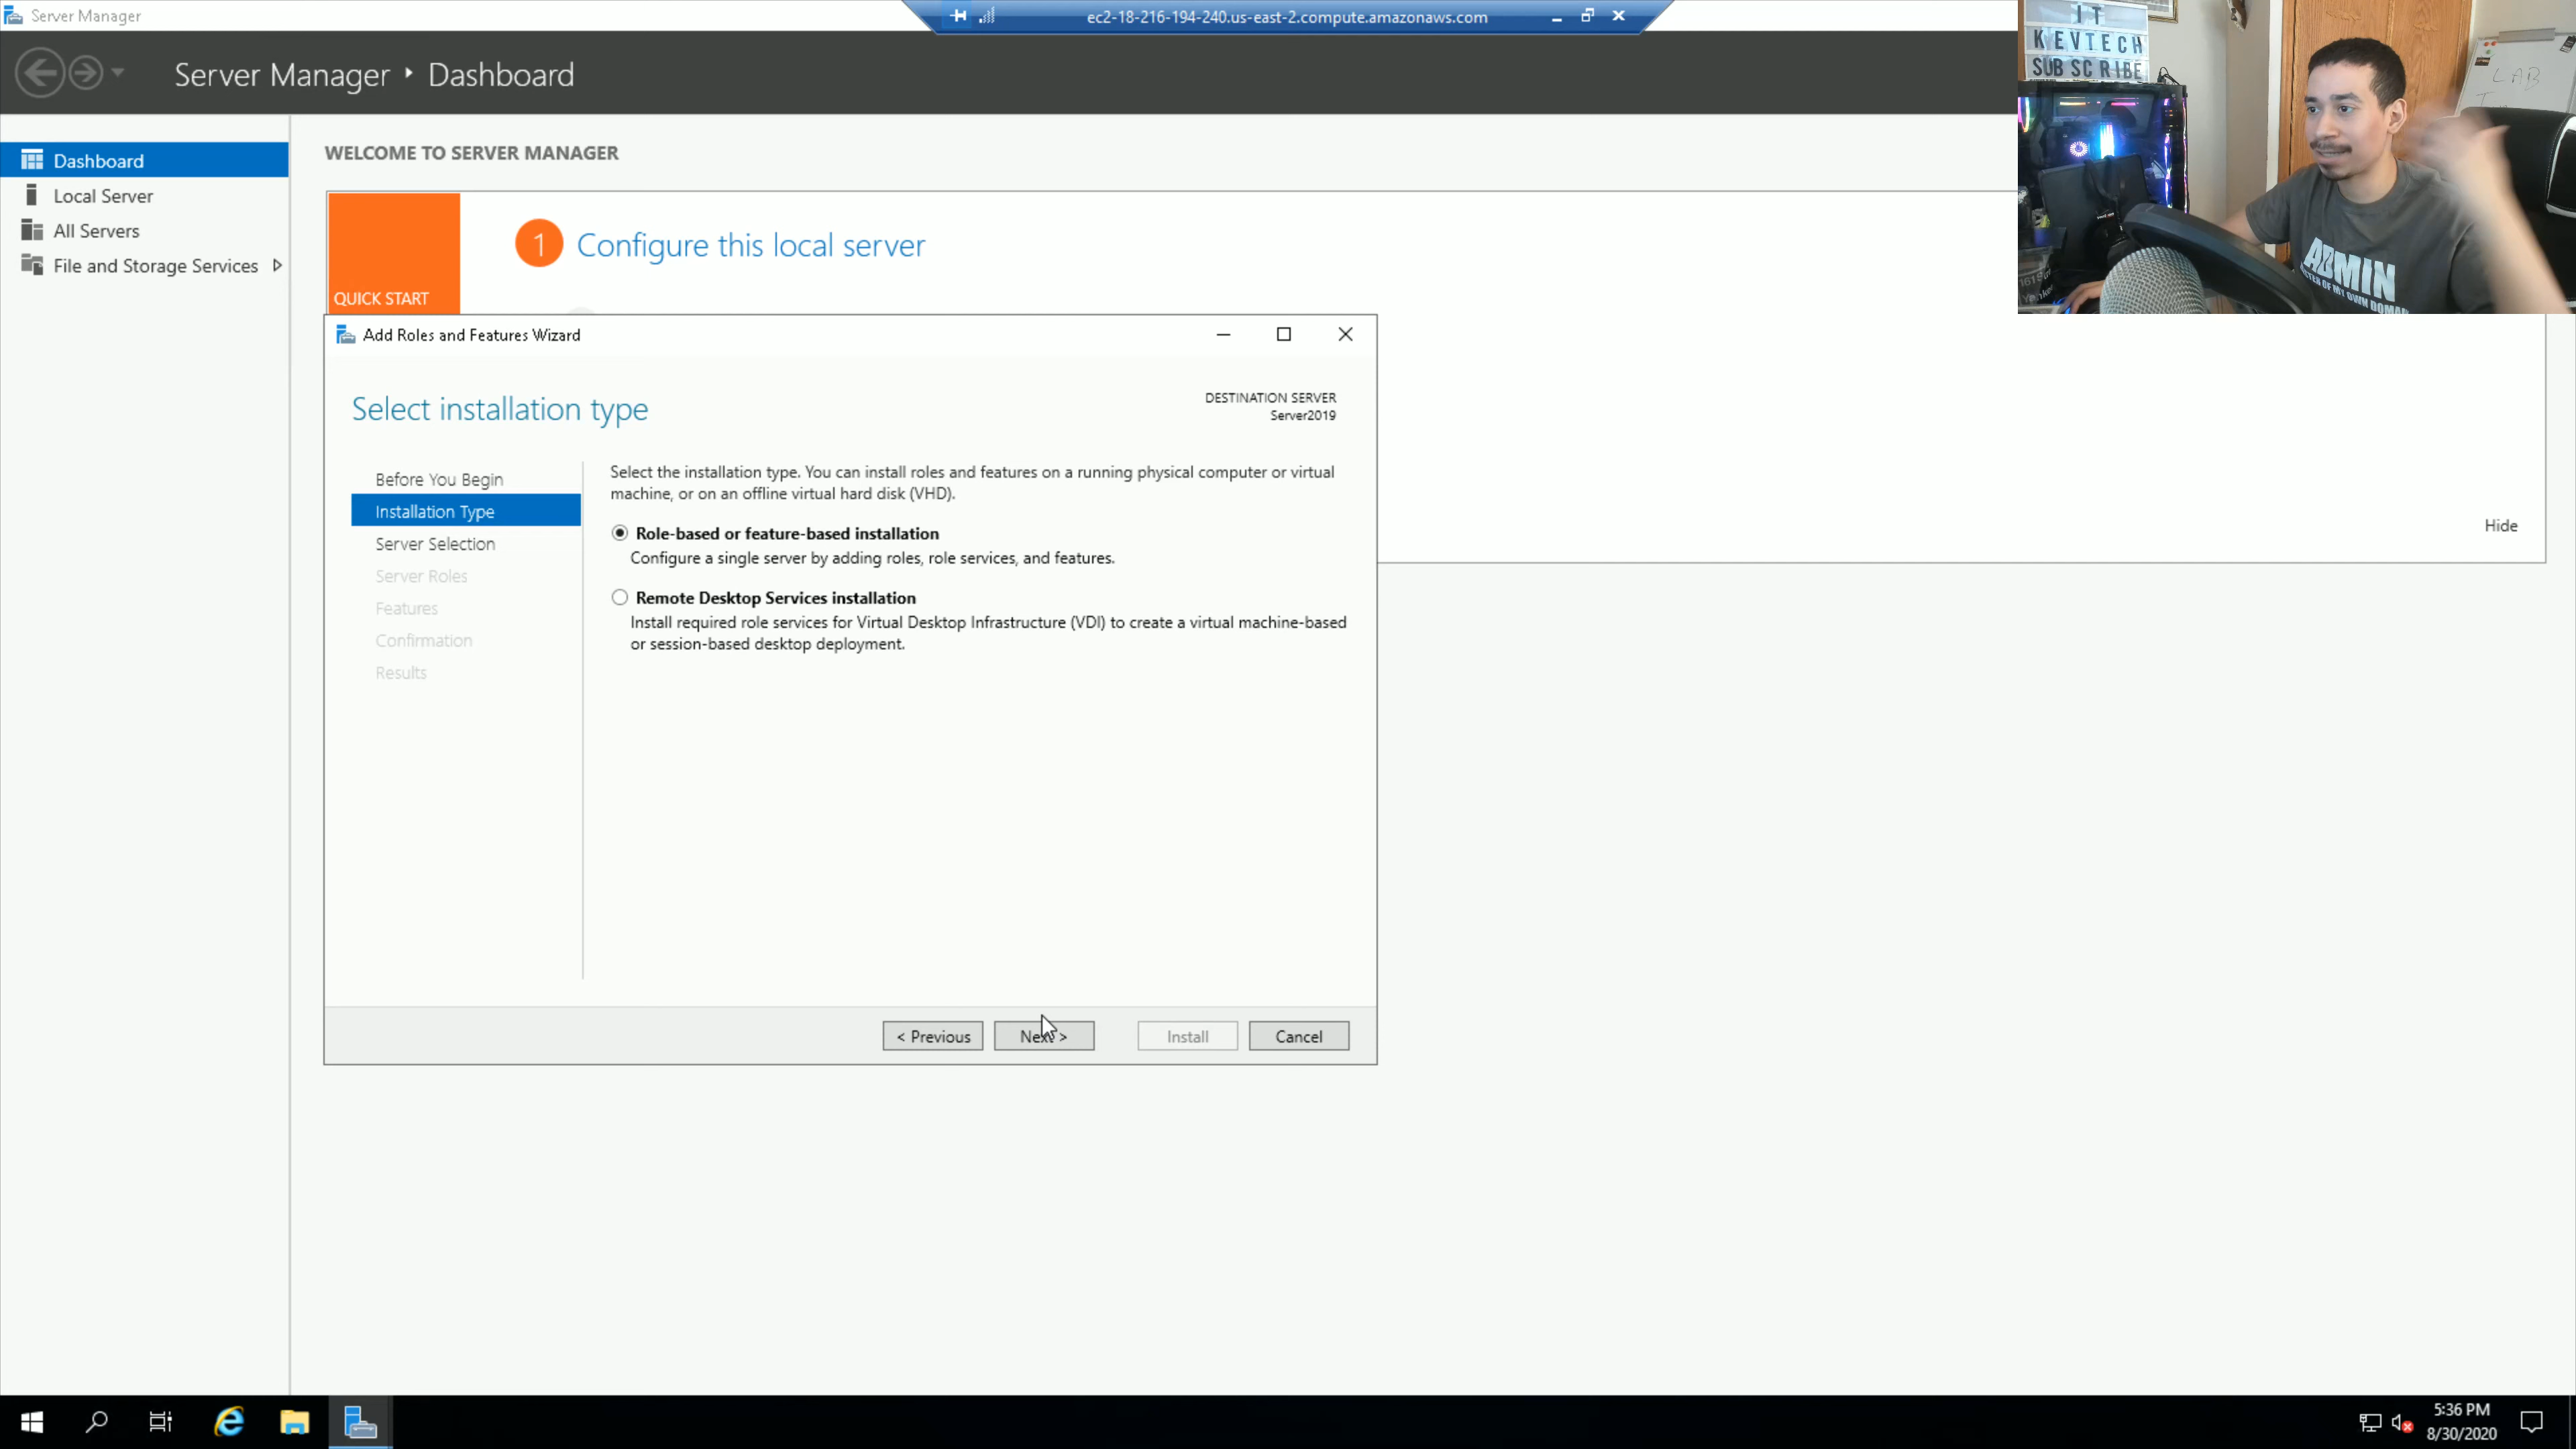 Server Manager
ec2-18-216-194-240.us-east-2.compute.amazonaws.com
Server Manager Dashboard
Dashboard
Local Server
All Servers
File and Storage Services
WELCOME TO SERVER MANAGER
QUICK START
1 Configure this local server
Hide
Add Roles and Features Wizard
Select installation type
DESTINATION SERVER
Server2019
Before You Begin
Installation Type
Server Selection
Server Roles
Features
Confirmation
Results
Select the installation type. You can install roles and features on a running physical computer or virtual
machine, or on an offline virtual hard disk (VHD).
Role-based or feature-based installation
Configure a single server by adding roles, role services, and features.
Remote Desktop Services installation
Install required role services for Virtual Desktop Infrastructure (VDI) to create a virtual machine-based
or session-based desktop deployment.
< Previous
Next >
Install
Cancel
IT
KEVTECH
SUBSCRIBE
LAB
ADMIN
OF MY OWN
5:36 PM
8/30/2020